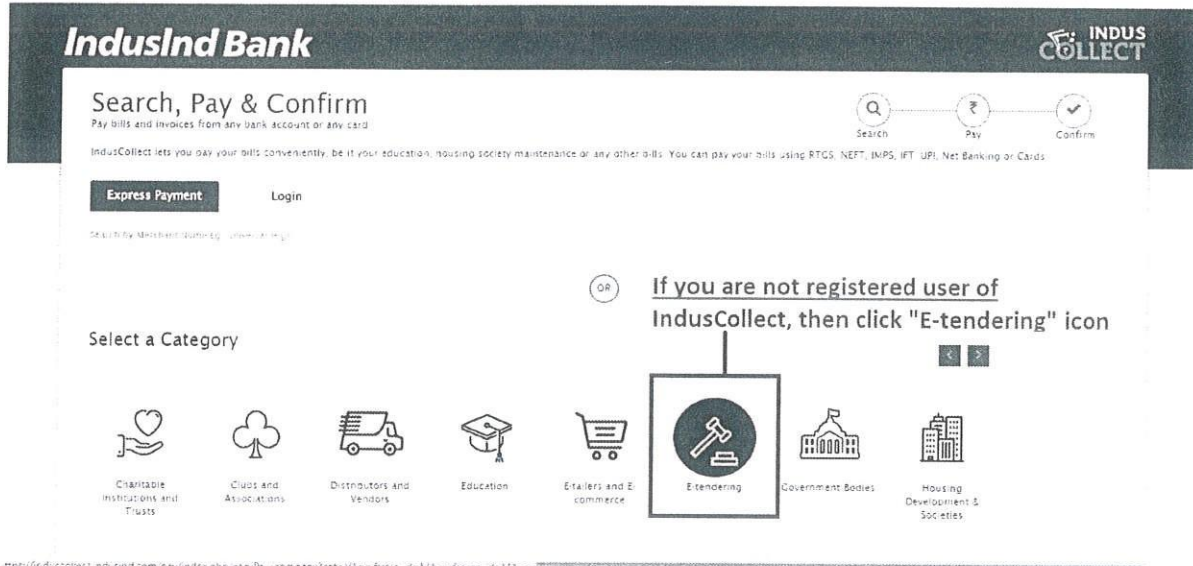 IndusInd Bank
INDUS
COLLECT
Search, Pay & Confirm
Pay bills and invoices from any bank account or any card
Search
Pay
Confirm
IndusCollect lets you pay your bills conveniently, be it your education, housing society maintenance or any other bills. You can pay your bills using RTGS, NEFT, IMPS, IFT, UPI, Net Banking or Cards
Express Payment
Login
Search by Merchant Name
OR
If you are not registered user of
IndusCollect, then click "E-tendering" icon
Select a Category
Charitable
Institutions and
Trusts
Clubs and
Associations
Distributors and
Vendors
Education
E-tailers and E-
commerce
E-tendering
Government Bodies
Housing
Development &
Societies